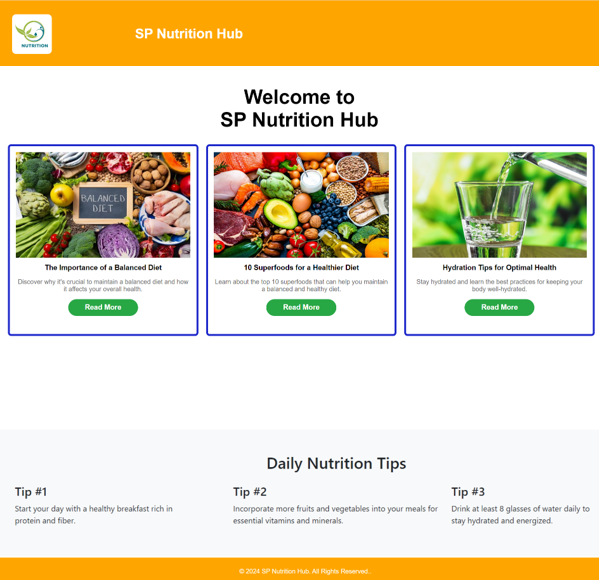 NUTRITION
SP Nutrition Hub
Welcome to
SP Nutrition Hub
BALANCED
DIET
The Importance of a Balanced Diet
Discover why it's crucial to maintain a balanced diet and how
it affects your overall health.
Read More
10 Superfoods for a Healthier Diet
Learn about the top 10 superfoods that can help you maintain
a balanced and healthy diet.
Read More
Hydration Tips for Optimal Health
Stay hydrated and learn the best practices for keeping your
body well-hydrated.
Read More
Daily Nutrition Tips
Tip #1
Start your day with a healthy breakfast rich in
protein and fiber.
Tip #2
Incorporate more fruits and vegetables into your meals for
essential vitamins and minerals.
Tip #3
Drink at least 8 glasses of water daily to
stay hydrated and energized.
© 2024 SP Nutrition Hub. All Rights Reserved.